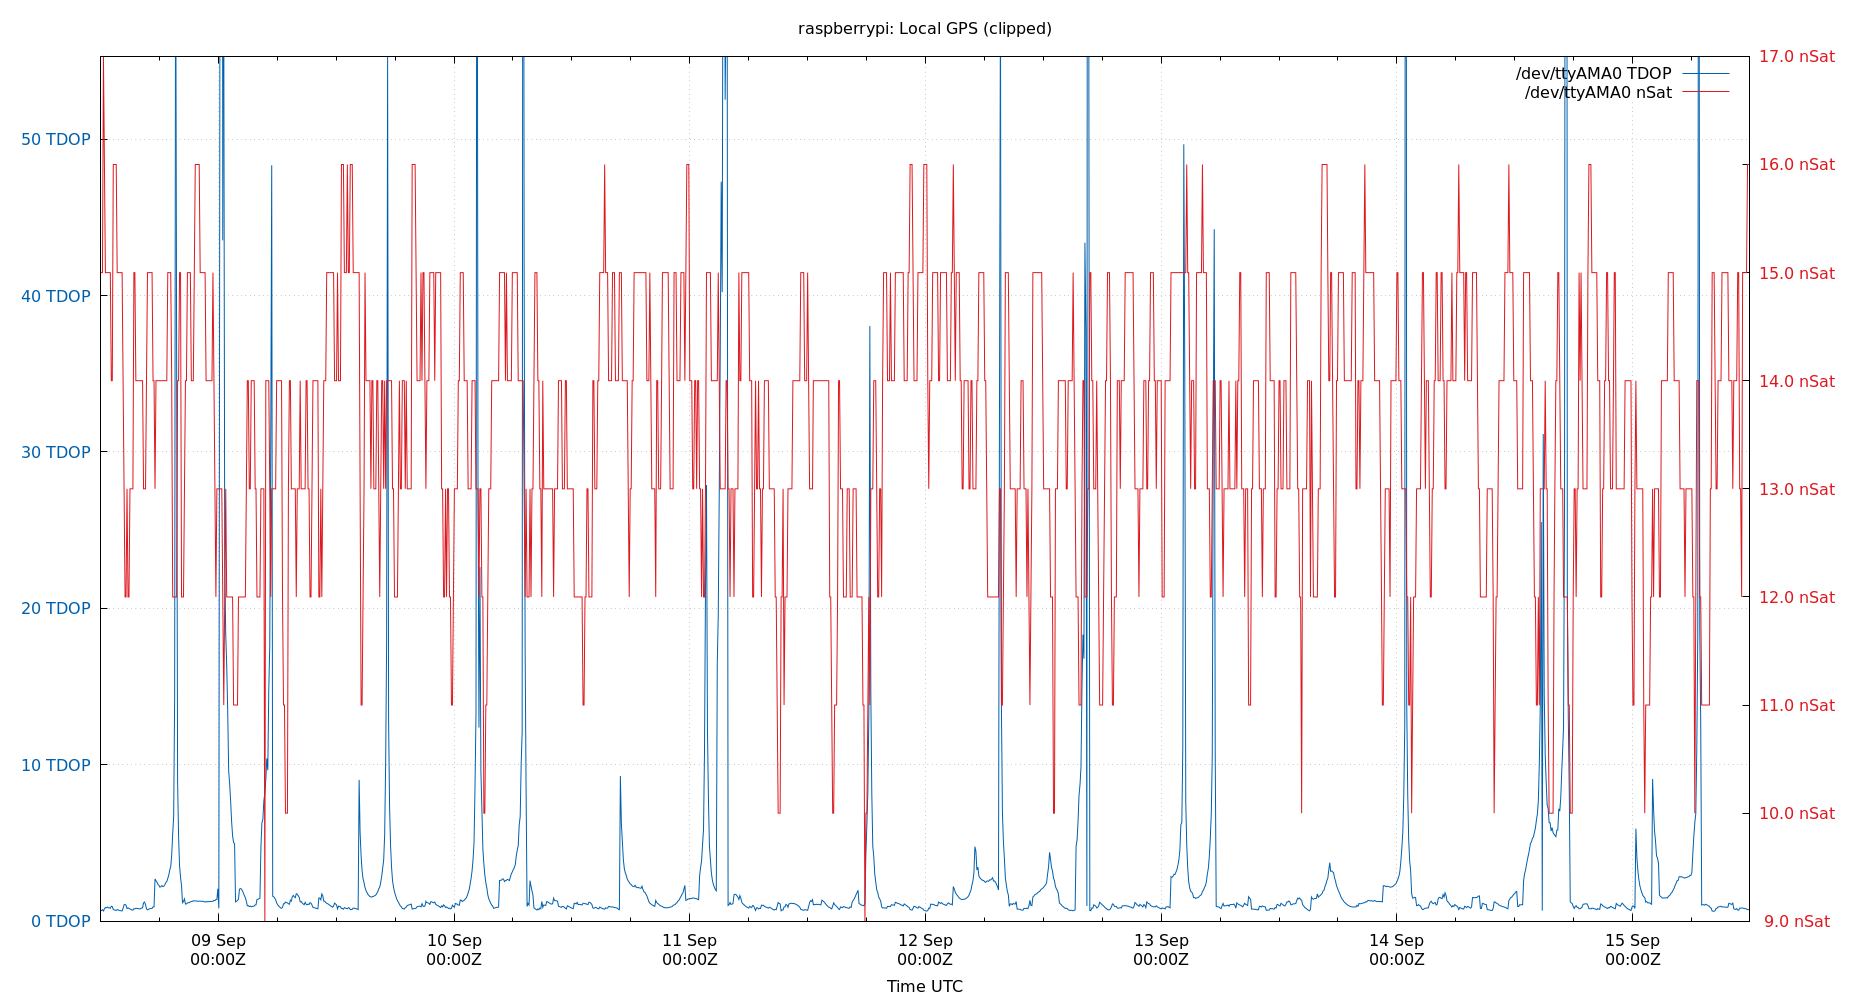 raspberrypi: Local GPS (clipped)
/dev/ttyAMA0 TDOP
/dev/ttyAMA0 nSat
50 TDOP
40 TDOP
30 TDOP
20 TDOP
10 TDOP
0 TDOP
17.0 nSat
16.0 nSat
15.0 nSat
14.0 nSat
13.0 nSat
12.0 nSat
11.0 nSat
10.0 nSat
9.0 nSat
09 Sep
00:00Z
10 Sep
00:00Z
11 Sep
00:00Z
12 Sep
00:00Z
13 Sep
00:00Z
14 Sep
00:00Z
15 Sep
00:00Z
Time UTC